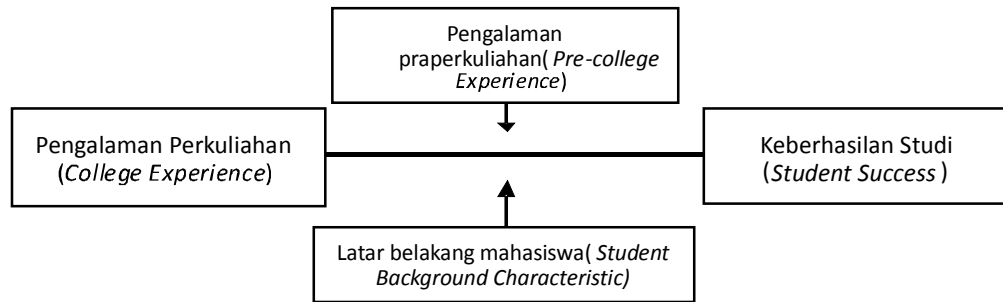 Pengalaman
praperkuliahan( Pre-college
Experience)
Pengalaman Perkuliahan
(College Experience)
Keberhasilan Studi
(Student Success )
Latar belakang mahasiswa( Student
Background Characteristic)